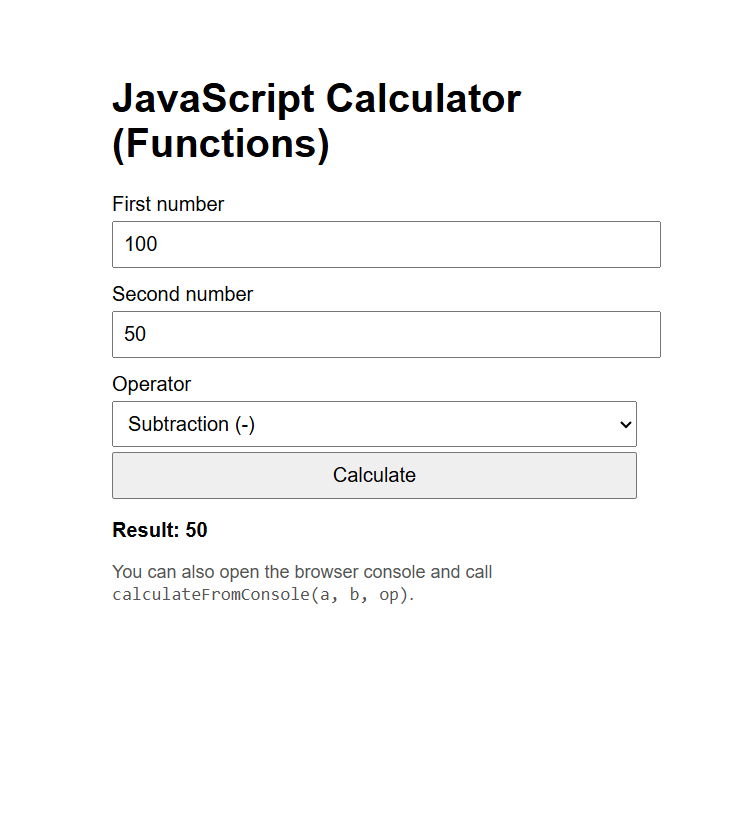 JavaScript Calculator
(Functions)
First number
100
Second number
50
Operator
Subtraction (-)
Calculate
Result: 50
You can also open the browser console and call
calculateFromConsole(a, b, op).